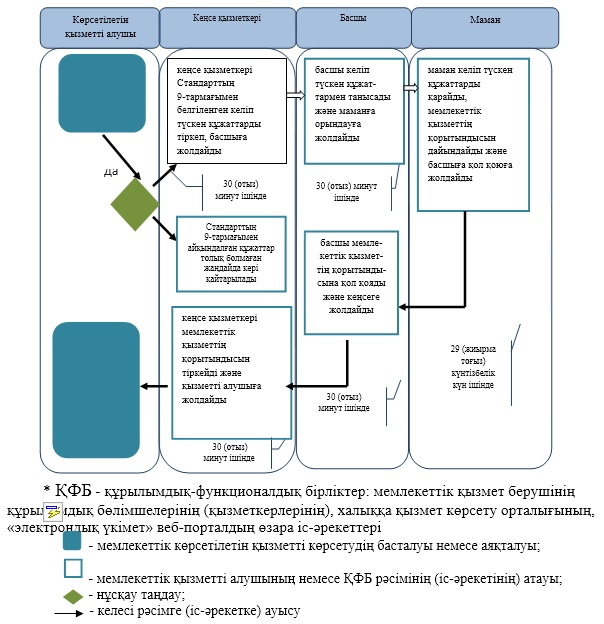 Көрсетілетін
қызметті алушы
Кеңсе қызметкері
Басшы
Маман
кеңсе қызметкері
Стандарттың
9-тармағымен
белгіленген келіп
түскен құжаттарды
тіркеп, басшыға
жолдайды
басшы келіп
түскен құжат-
тармен танысады
және маманға
орындауға
жолдайды
маман келіп түскен
құжаттарды
қарайды,
мемлекеттік
қызметтің
қорытындысын
дайындайды және
басшыға қол қоюға
жолдайды
да
30 (отыз)
минут ішінде
30 (отыз) минут
ішінде
Стандарттың
9-тармағымен
айқындалған құжаттар
толық болмаған
жағдайда кері
қайтарылады
басшы мемле-
кеттік қызмет-
тің қорытынды-
сына қол қояды
және кеңсеге
жолдайды
кеңсе қызметкері
мемлекеттік
қызметтің
қорытындысын
тіркейді және
қызметті алушыға
жолдайды
29 (жиырма
тоғыз)
күнтізбелік
күн ішінде
30 (отыз)
минут ішінде
30 (отыз)
минут ішінде
* ҚФБ - құрылымдық-функционалдық бірліктер: мемлекеттік қызмет берушінің
бөлімшелерінің (қызметкерлерінің), халыққа қызмет көрсету орталығының,
«электрондық үкімет» веб-порталдың өзара іс-әрекеттері
- мемлекеттік көрсетілетін қызметті көрсетудің басталуы немесе аяқталуы;
- мемлекеттік қызметті алушының немесе ҚФБ рәсімінің (іс-әрекетінің) атауы;
- нұсқау таңдау;
- келесі рәсімге (іс-әрекетке) ауысу